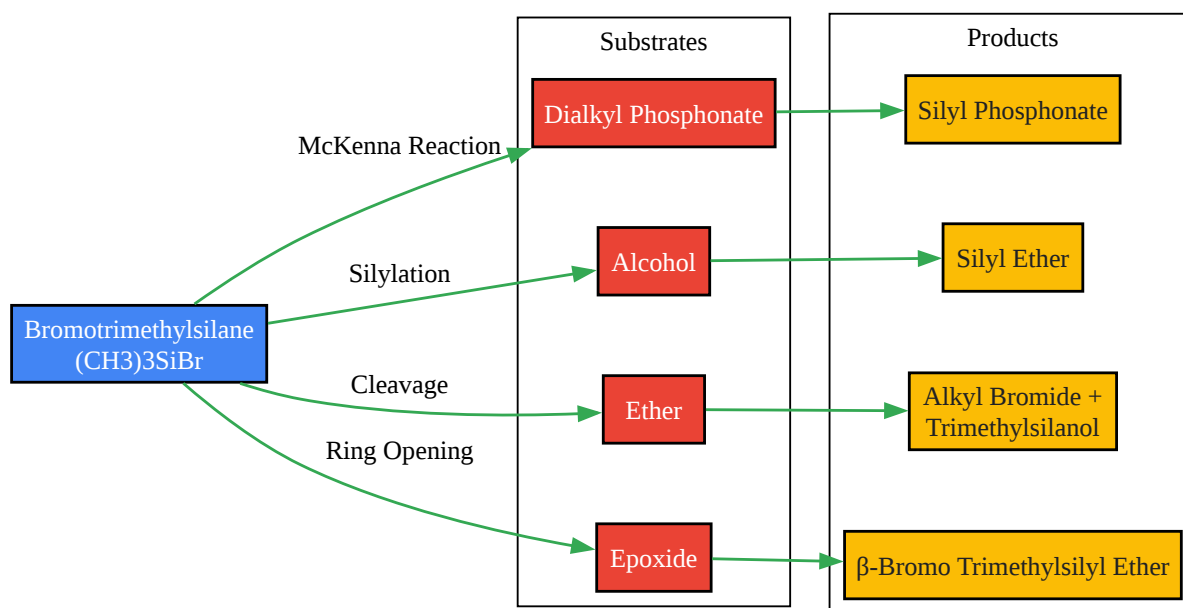 Substrates
Products
Dialkyl Phosphonate
Silyl Phosphonate
McKenna Reaction
Alcohol
Silyl Ether
Silylation
Bromotrimethylsilane
(CH3)3SiBr
Cleavage
Ether
Alkyl Bromide +
Trimethylsilanol
Ring Opening
Epoxide
β-Bromo Trimethylsilyl Ether